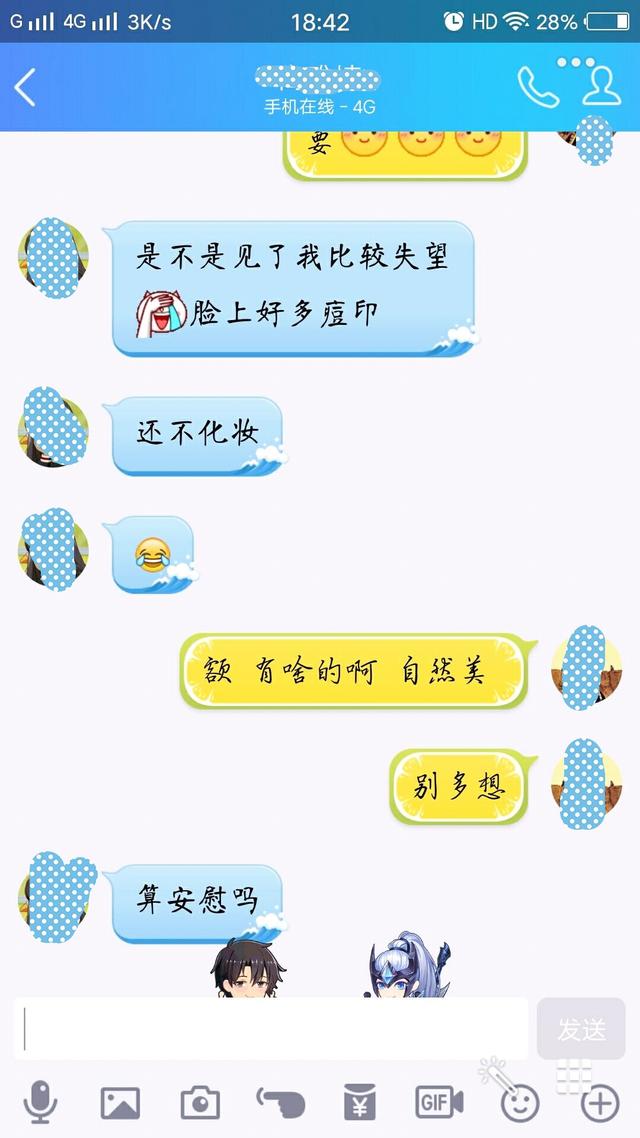 G 4G 3K/s 18:42 HD 28%
手机在线 - 4G
要
是不是见了我比较失望
脸上好多痘印
还不化妆
额 有啥的啊 自然美
别多想
算安慰吗
发送
¥ GIF